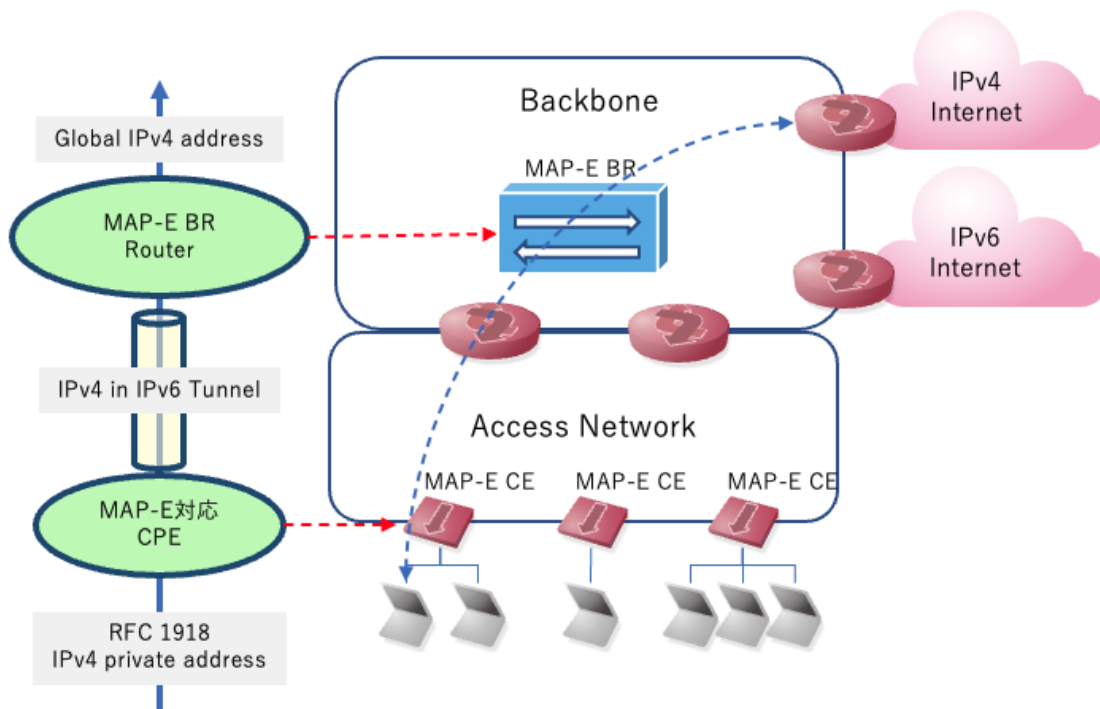 Global IPv4 address
MAP-E BR
Router
IPv4 in IPv6 Tunnel
MAP-E対応
CPE
RFC 1918
IPv4 private address
Backbone
MAP-E BR
IPv4
Internet
IPv6
Internet
Access Network
MAP-E CE
MAP-E CE
MAP-E CE